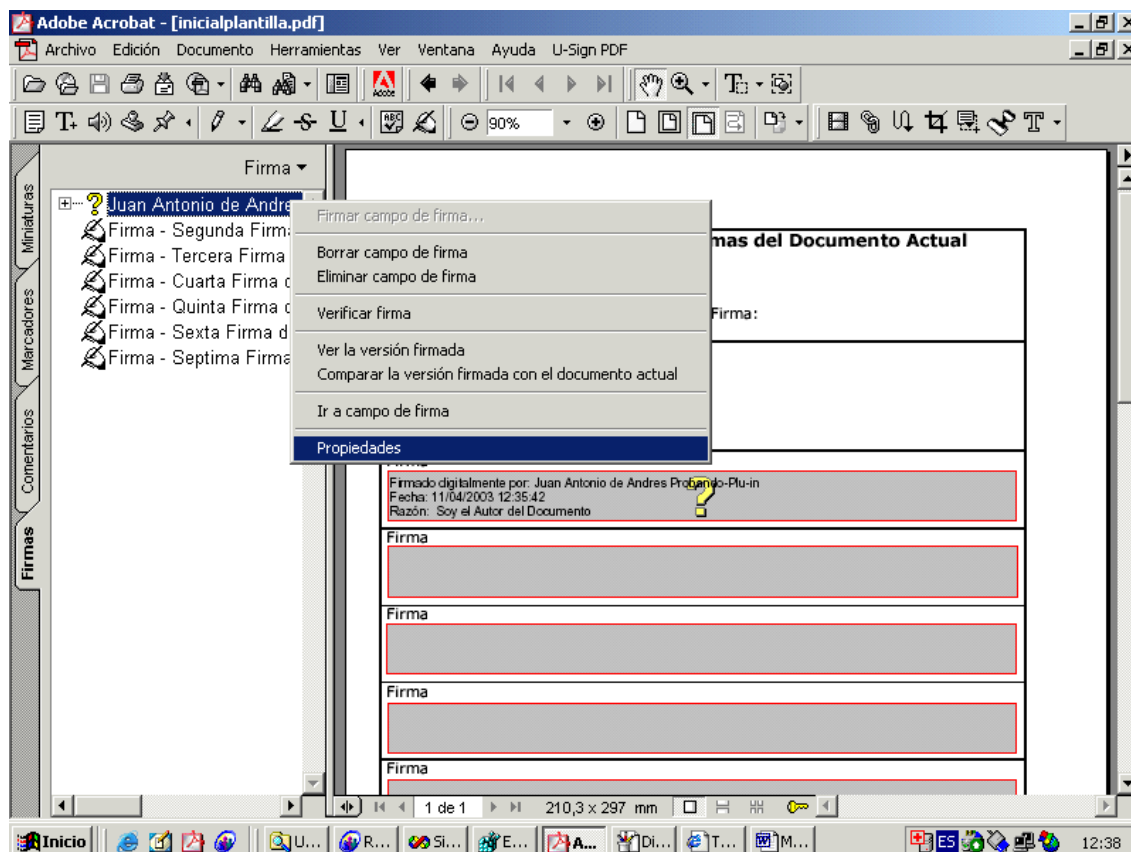 Adobe Acrobat - [inicialplantilla.pdf]
Archivo Edición Documento Herramientas Ver Ventana Ayuda U-Sign PDF
Adobe
90%
Firma
Miniaturas
Marcadores
Comentarios
Firmas
Juan Antonio de Andre
Firma - Segunda Firma
Firma - Tercera Firma
Firma - Cuarta Firma
Firma - Quinta Firma
Firma - Sexta Firma d
Firma - Septima Firma
Firmar campo de firma...
Borrar campo de firma
Eliminar campo de firma
Verificar firma
Ver la versión firmada
Comparar la versión firmada con el documento actual
Ir a campo de firma
Propiedades
mas del Documento Actual
Firma:
Firma
Firmado digitalmente por: Juan Antonio de Andres Probando-Plu-in
Fecha: 11/04/2003 12:35:42
Razón: Soy el Autor del Documento
Firma
Firma
Firma
Firma
1 de 1 210,3 x 297 mm
Inicio U... R... Si... E... A... Di... T... M... ES 12:38